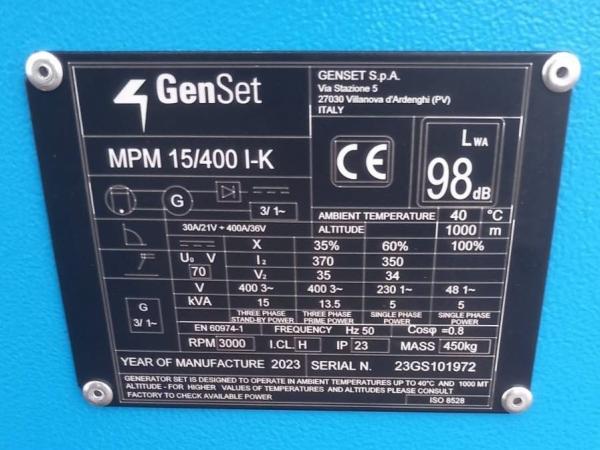 GenSet
GENSET S.p.A.
Via Stazione 5
27030 Villanova d'Ardenghi (PV)
ITALY
MPM 15/400 I-K
CE
LWA
98 dB
G
3/ 1~
AMBIENT TEMPERATURE 40 °C
ALTITUDE 1000 m
30A/21V ÷ 400A/36V
X 35% 60% 100%
U₀ V I₂ 370 350
70 V₂ 35 34
V 400 3~ 400 3~ 230 1~ 48 1~
kVA 15 13.5 5 5
G
3/ 1~
THREE PHASE STAND-BY POWER THREE PHASE PRIME POWER SINGLE PHASE POWER SINGLE PHASE POWER
EN 60974-1 FREQUENCY Hz 50 Cosφ =0.8
RPM 3000 I.CL. H IP 23 MASS 450kg
YEAR OF MANUFACTURE 2023 SERIAL N. 23GS101972
GENERATOR SET IS DESIGNED TO OPERATE IN AMBIENT TEMPERATURES UP TO 40°C AND 1000 MT
ALTITUDE - FOR HIGHER VALUES OF TEMPERATURES AND ALTITUDES PLEASE CONSULT
FACTORY TO CHECK AVAILABLE POWER
ISO 8528